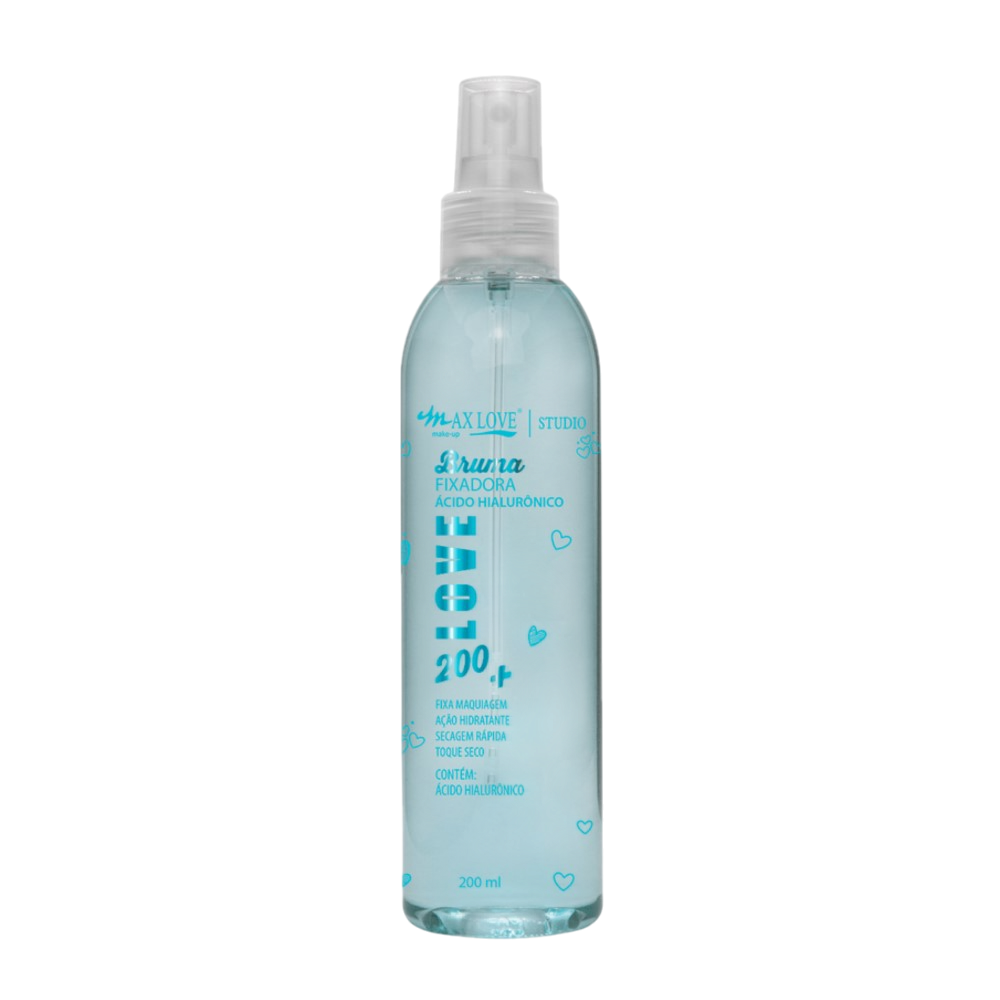 MAX LOVE® | STUDIO
make-up
Bruma
FIXADORA
ÁCIDO HIALURÔNICO
LOVE
200+
FIXA MAQUIAGEM
AÇÃO HIDRATANTE
SECAGEM RÁPIDA
TOQUE SECO
CONTÉM:
ÁCIDO HIALURÔNICO
200 ml